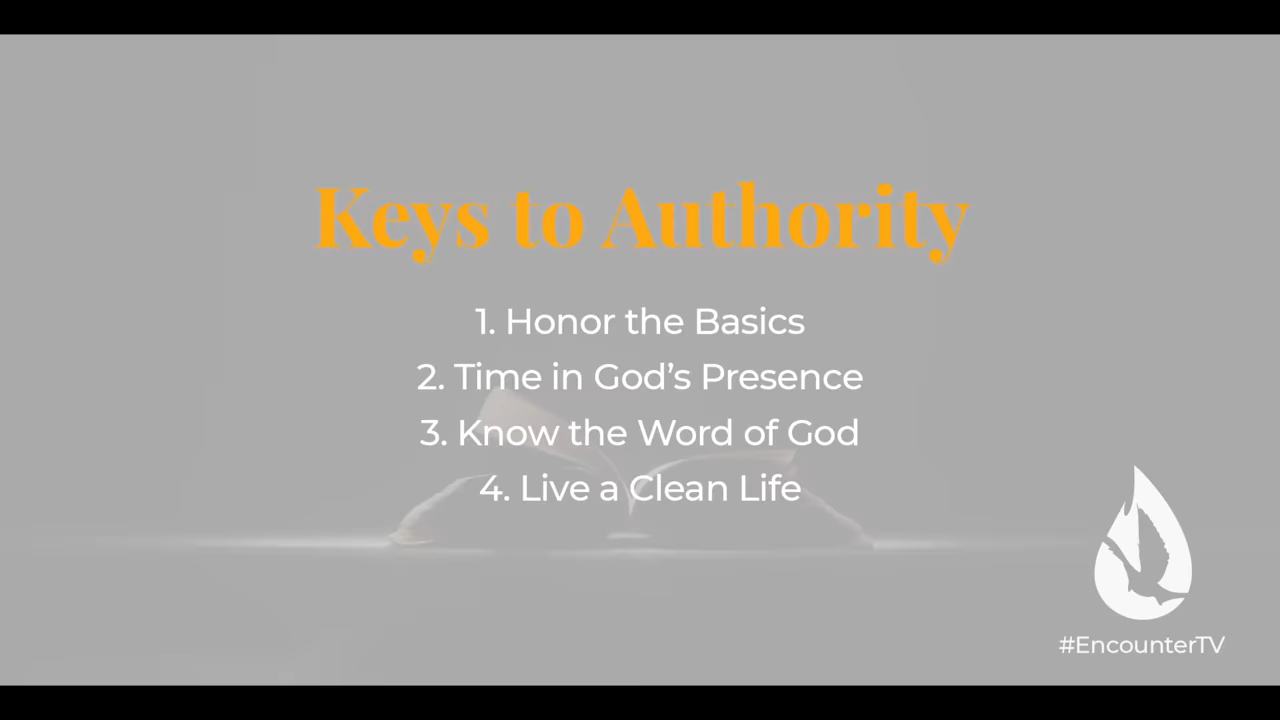 Keys to Authority
1. Honor the Basics
2. Time in God’s Presence
3. Know the Word of God
4. Live a Clean Life
#EncounterTV